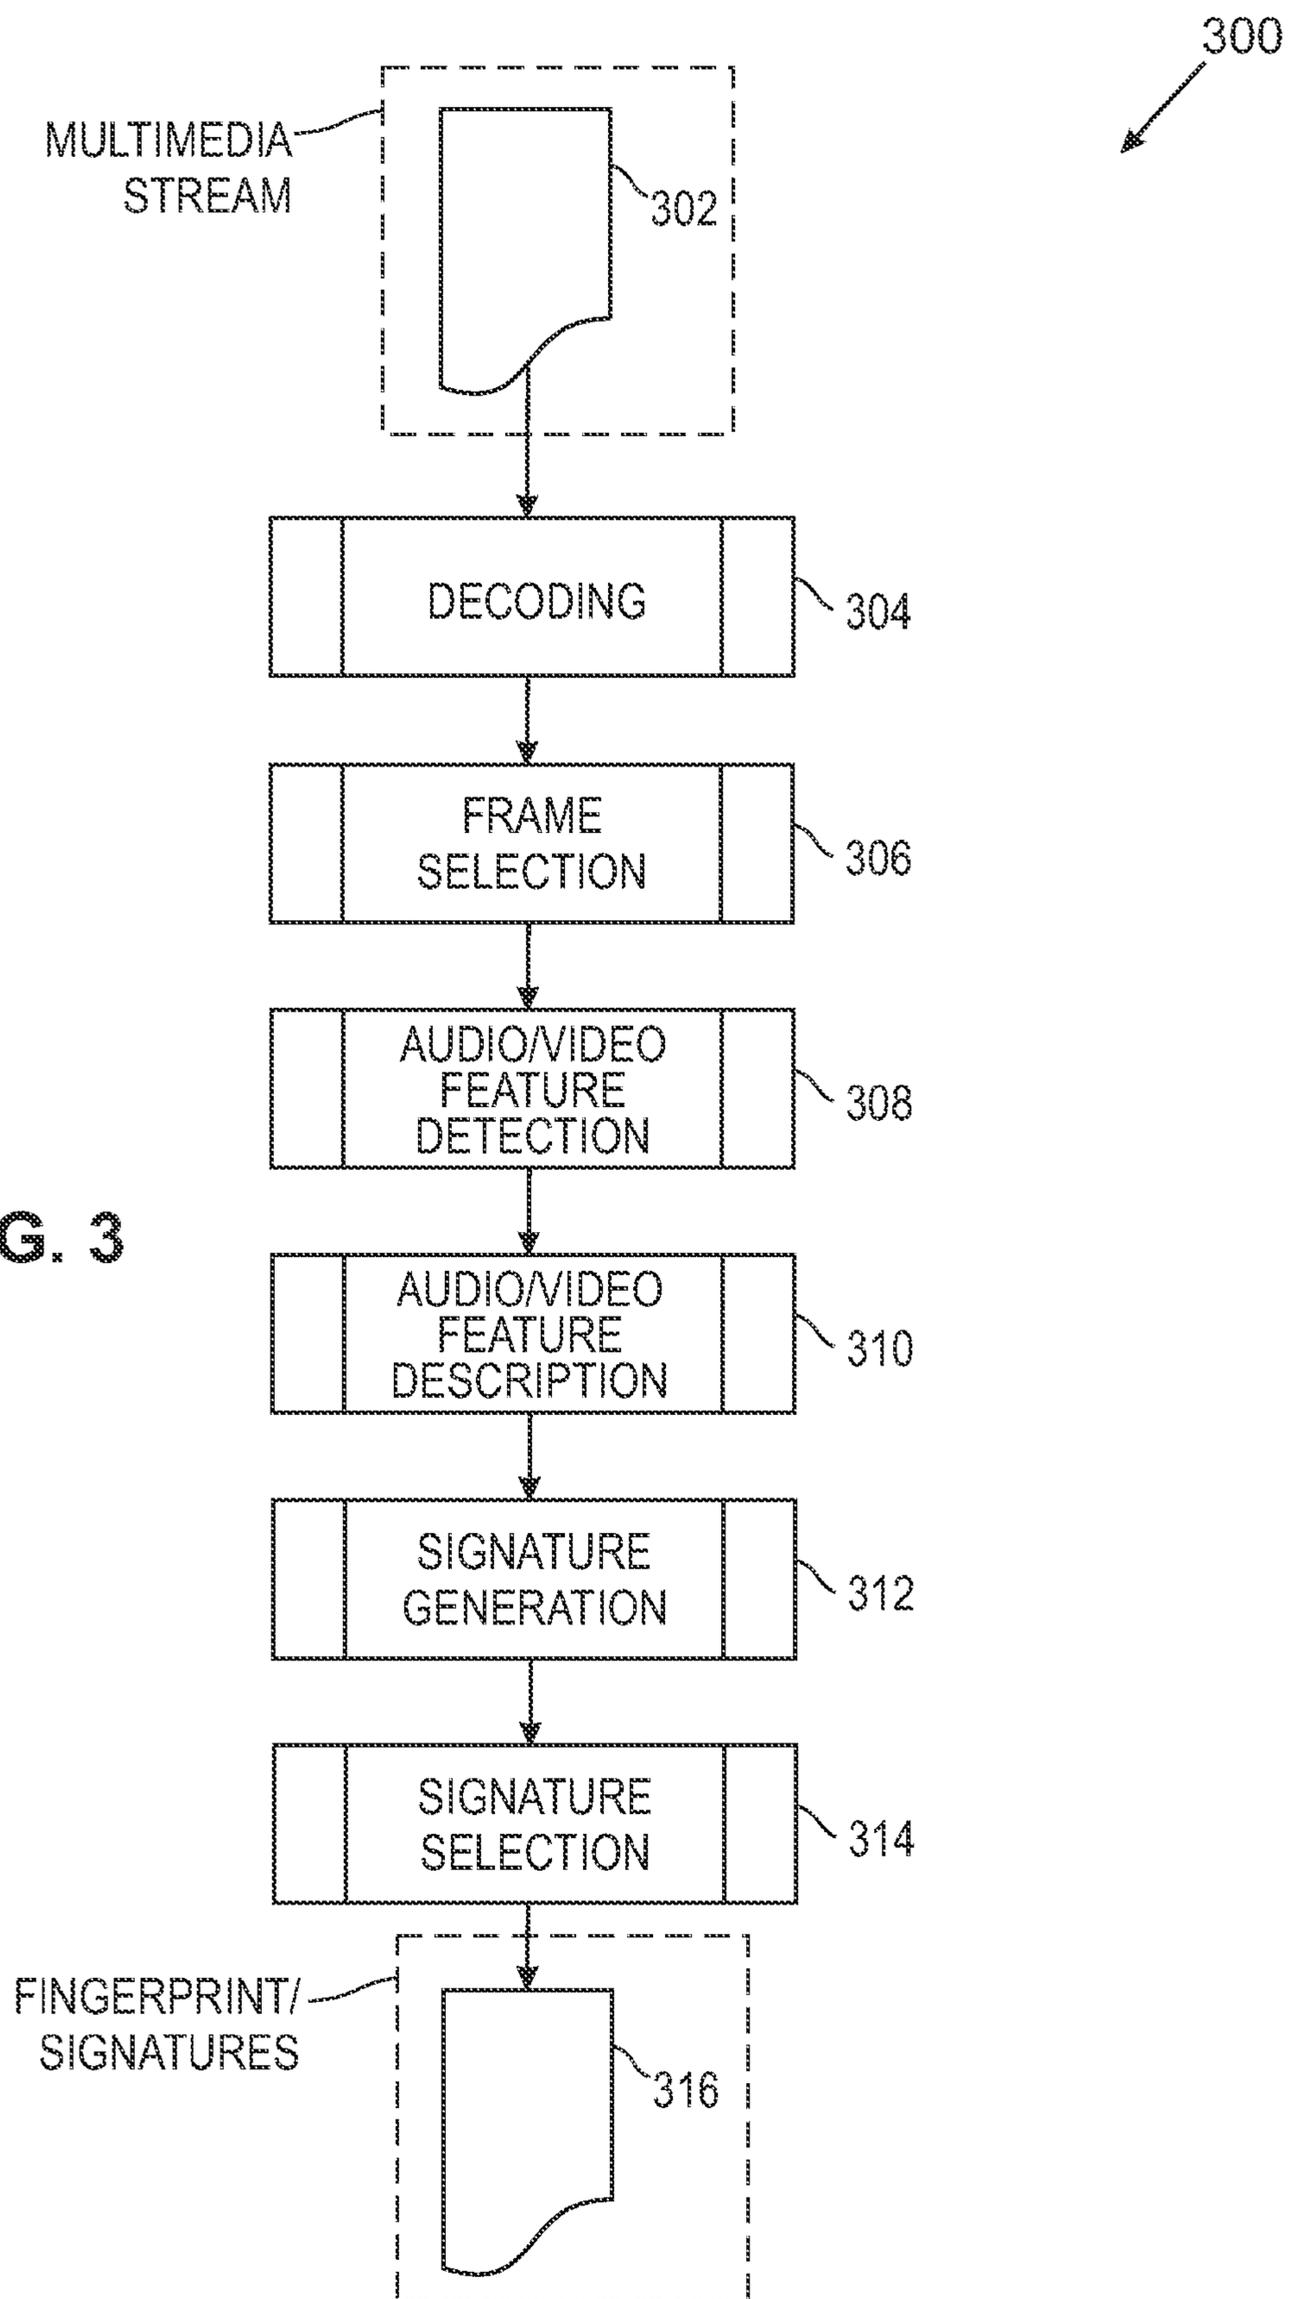 300
MULTIMEDIA
STREAM
302
DECODING
304
FRAME
SELECTION
306
AUDIO/VIDEO
FEATURE
DETECTION
308
G. 3
AUDIO/VIDEO
FEATURE
DESCRIPTION
310
SIGNATURE
GENERATION
312
SIGNATURE
SELECTION
314
FINGERPRINT/
SIGNATURES
316